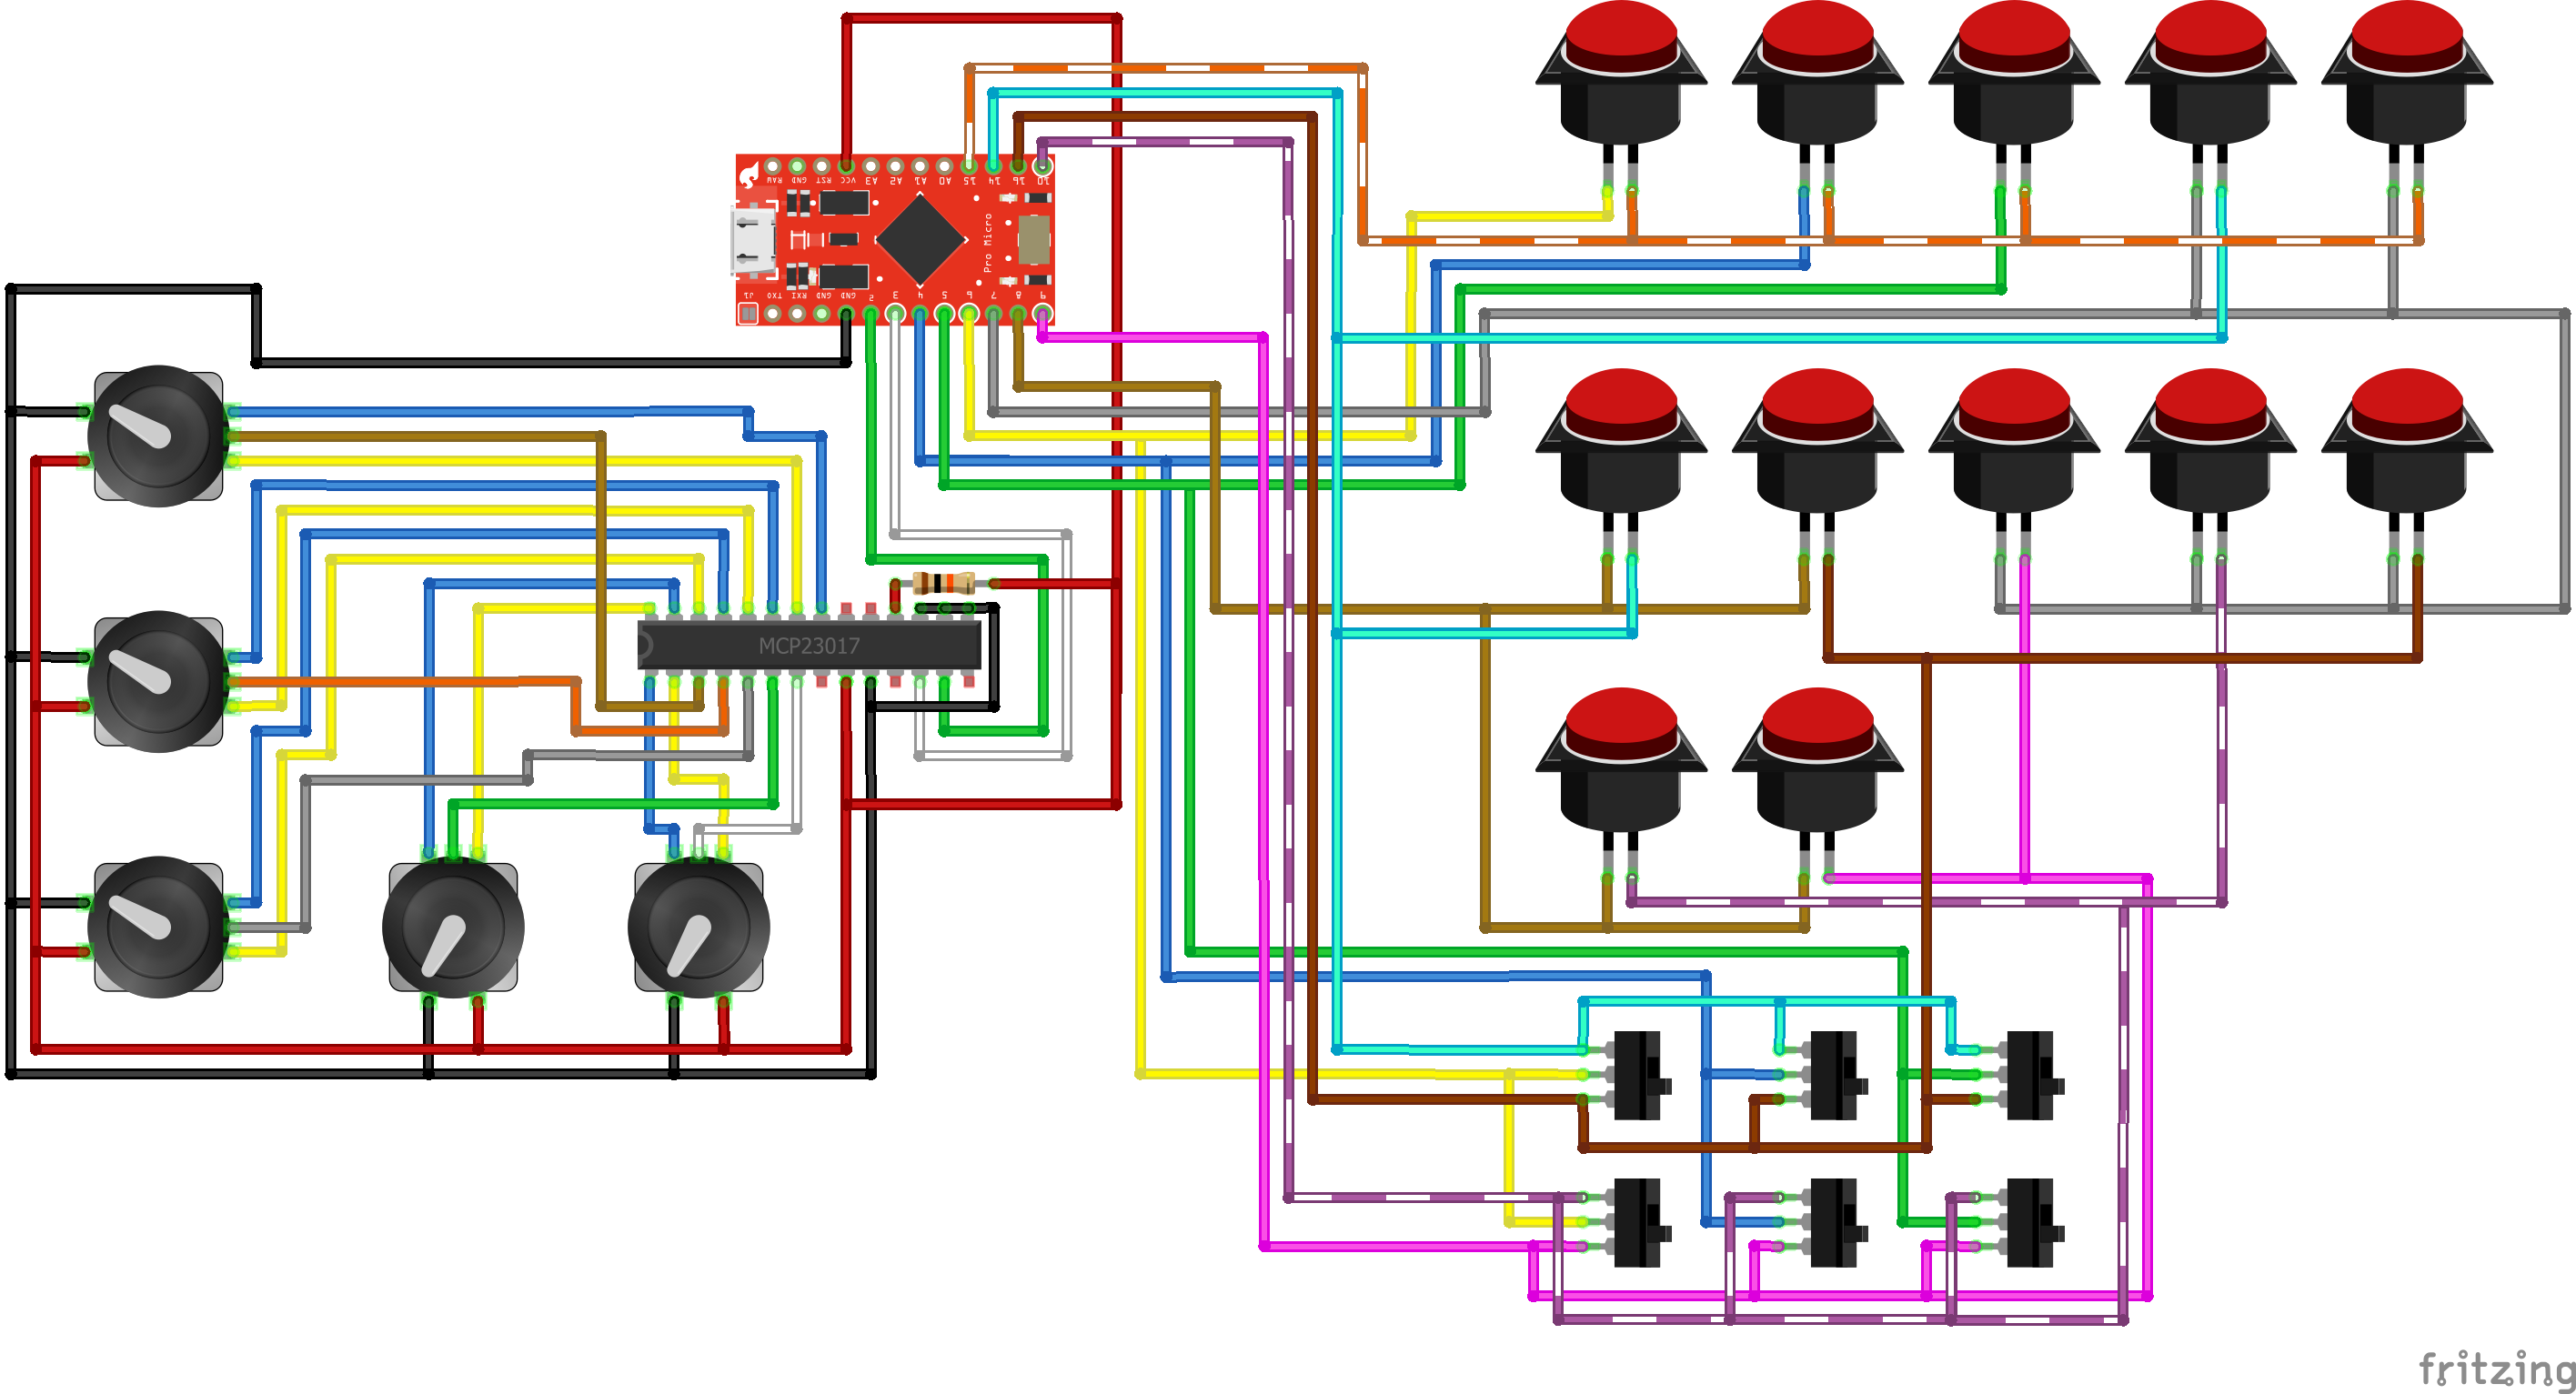 RAW GND RST VCC A3 A2 A1 A0 15 14 16 10
Pro Micro
J1 TXO RXI GND GND 2 3 4 5 6 7 8 9
MCP23017
fritzing